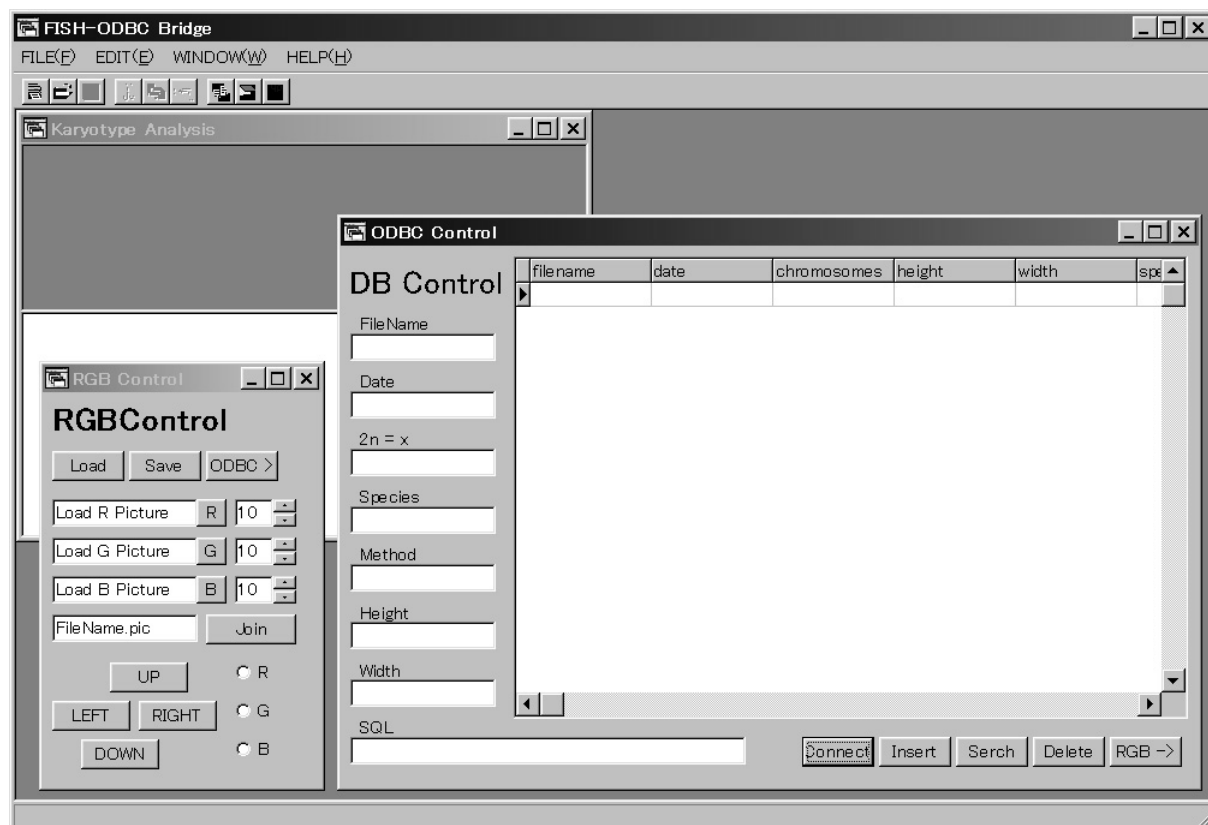 FISH-ODBC Bridge
FILE(F) EDIT(E) WINDOW(W) HELP(H)
Karyotype Analysis
ODBC Control
DB Control
filename date chromosomes height width spe
FileName
Date
2n = x
Species
Method
Height
Width
SQL
Connect Insert Serch Delete RGB ->
RGB Control
RGBControl
Load Save ODBC >
Load R Picture R 10
Load G Picture G 10
Load B Picture B 10
FileName.pic Join
UP R
LEFT RIGHT G
DOWN B